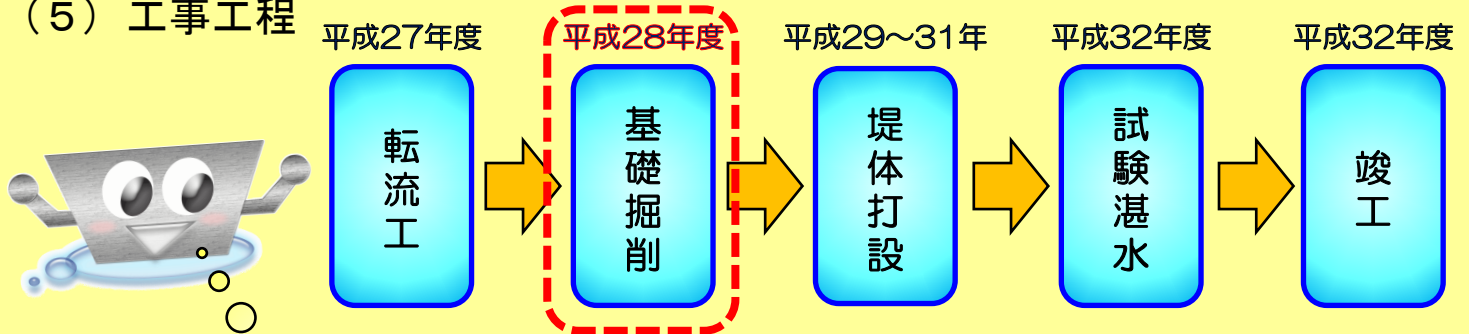 （５）工事工程
平成27年度
平成28年度
平成29～31年
平成32年度
平成32年度
転流工
基礎掘削
堤体打設
試験湛水
竣工